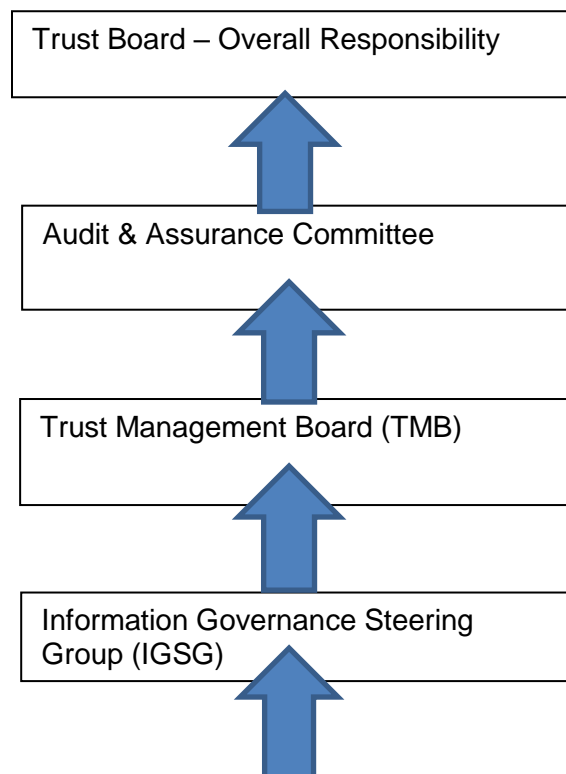 Trust Board – Overall Responsibility
Audit & Assurance Committee
Trust Management Board (TMB)
Information Governance Steering
Group (IGSG)